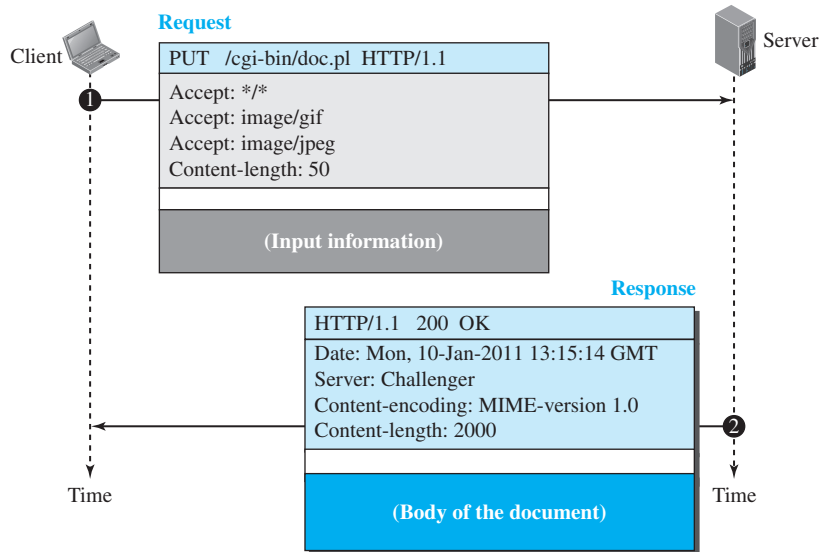 Request
Client
Server
PUT /cgi-bin/doc.pl HTTP/1.1
1
Accept: */*
Accept: image/gif
Accept: image/jpeg
Content-length: 50
(Input information)
Response
HTTP/1.1 200 OK
Date: Mon, 10-Jan-2011 13:15:14 GMT
Server: Challenger
Content-encoding: MIME-version 1.0
Content-length: 2000
2
Time
Time
(Body of the document)